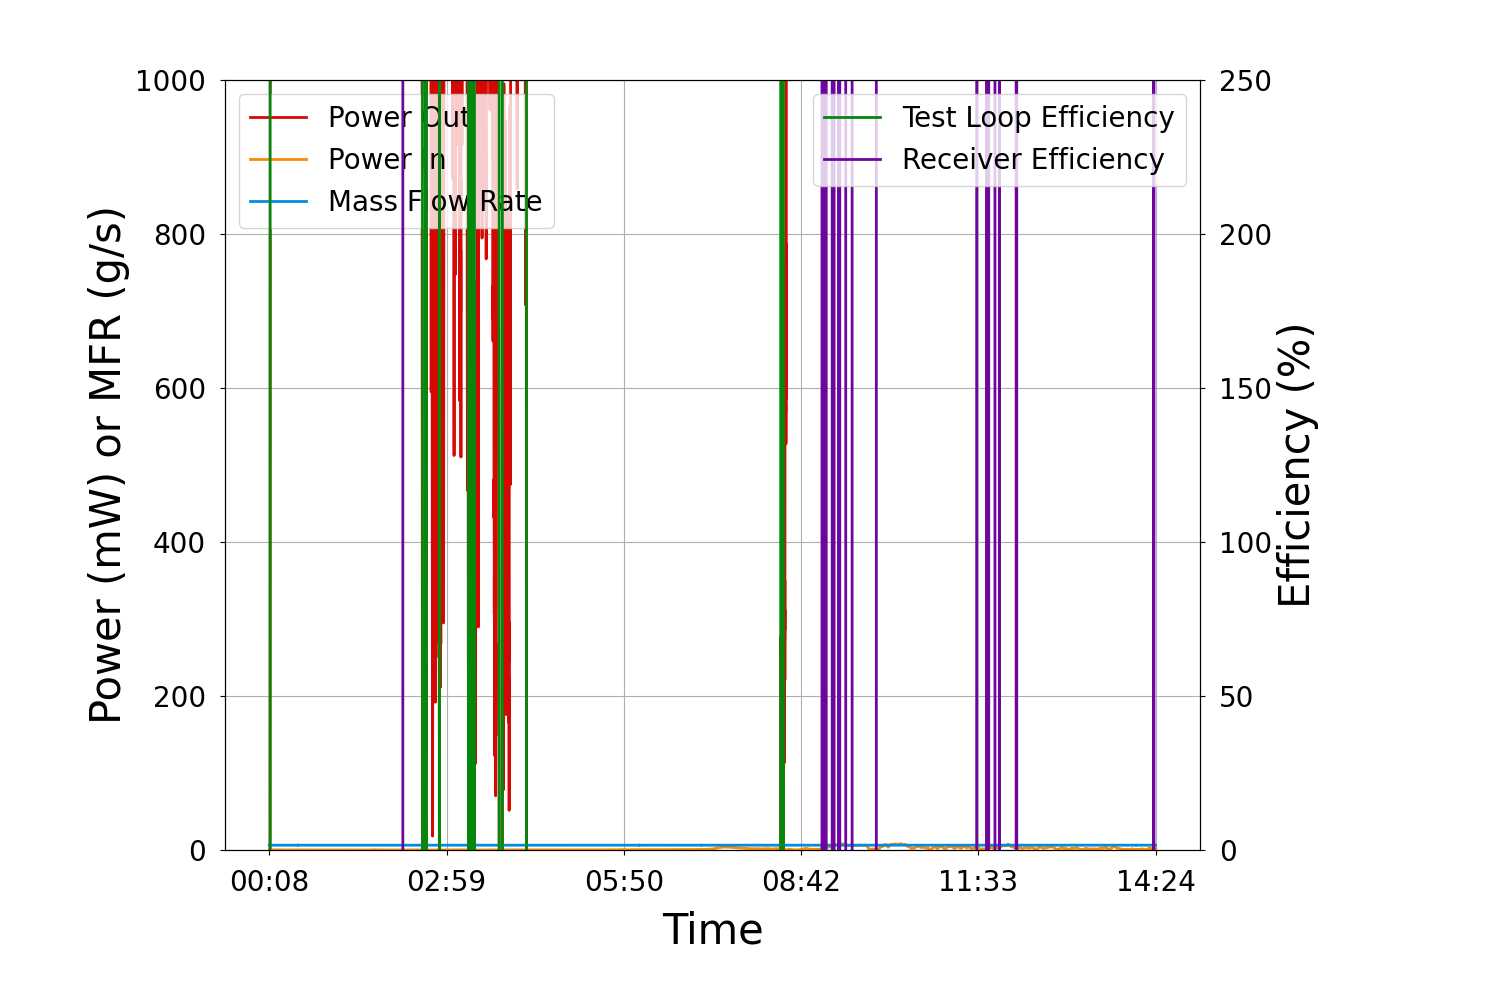 Power (mW) or MFR (g/s)
1000
800
600
400
200
0
Power Out
Power In
Mass Flow Rate
Test Loop Efficiency
Receiver Efficiency
250
200
150
100
50
0
Efficiency (%)
00:08 02:59 05:50 08:42 11:33 14:24
Time